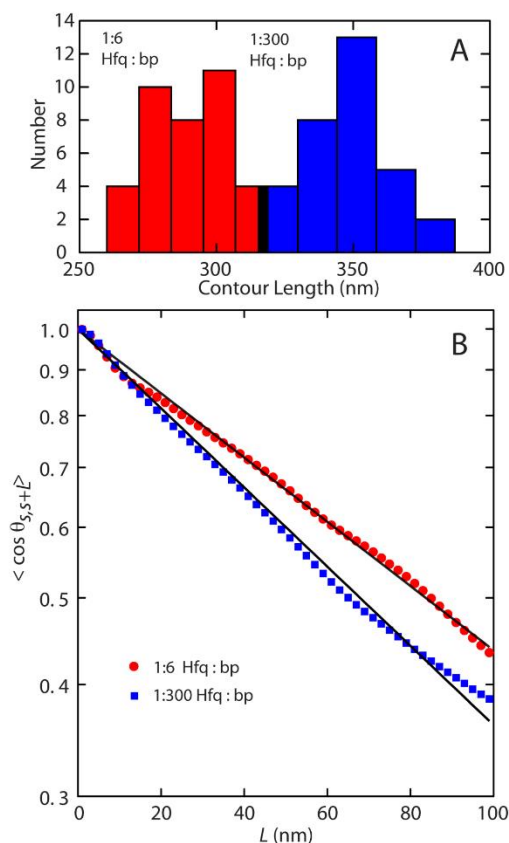 A
1:6
Hfq : bp
1:300
Hfq : bp
Number
14
12
10
8
6
4
2
0
250 300 350 400
Contour Length (nm)
B
< cos θs,s+L>
1.0
0.9
0.8
0.7
0.6
0.5
0.4
0.3
1:6 Hfq : bp
1:300 Hfq : bp
0 20 40 60 80 100
L (nm)